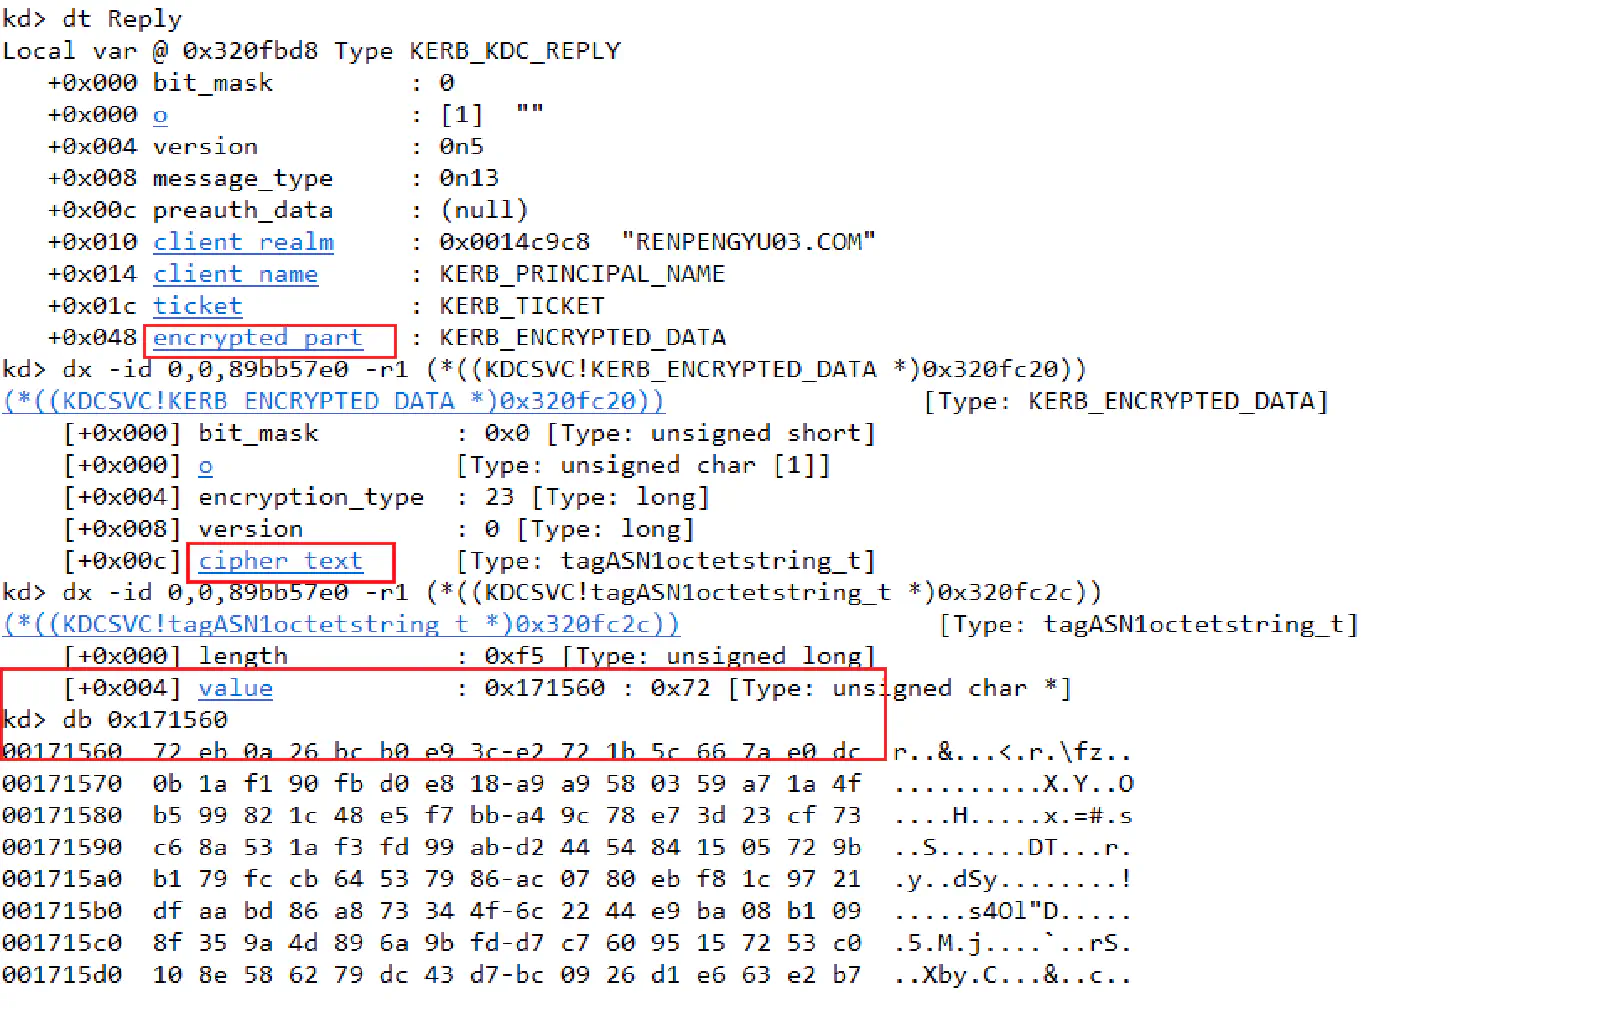 kd> dt Reply
Local var @ 0x320fbd8 Type KERB_KDC_REPLY
   +0x000 bit_mask          : 0
   +0x000 o                 : [1]  ""
   +0x004 version           : 0n5
   +0x008 message_type      : 0n13
   +0x00c preauth_data      : (null)
   +0x010 client_realm      : 0x0014c9c8  "RENPENGYU03.COM"
   +0x014 client_name       : KERB_PRINCIPAL_NAME
   +0x01c ticket            : KERB_TICKET
   +0x048 encrypted_part    : KERB_ENCRYPTED_DATA
kd> dx -id 0,0,89bb57e0 -r1 (*((KDCSVC!KERB_ENCRYPTED_DATA *)0x320fc20))
(*((KDCSVC!KERB_ENCRYPTED_DATA *)0x320fc20))                 [Type: KERB_ENCRYPTED_DATA]
    [+0x000] bit_mask         : 0x0 [Type: unsigned short]
    [+0x000] o                [Type: unsigned char [1]]
    [+0x004] encryption_type  : 23 [Type: long]
    [+0x008] version          : 0 [Type: long]
    [+0x00c] cipher_text      [Type: tagASN1octetstring_t]
kd> dx -id 0,0,89bb57e0 -r1 (*((KDCSVC!tagASN1octetstring_t *)0x320fc2c))
(*((KDCSVC!tagASN1octetstring_t *)0x320fc2c))                 [Type: tagASN1octetstring_t]
    [+0x000] length           : 0xf5 [Type: unsigned long]
    [+0x004] value            : 0x171560 : 0x72 [Type: unsigned char *]
kd> db 0x171560
00171560  72 eb 0a 26 bc b0 e9 3c-e2 72 1b 5c 66 7a e0 dc  r..&...<.r.\fz..
00171570  0b 1a f1 90 fb d0 e8 18-a9 a9 58 03 59 a7 1a 4f  ..........X.Y..O
00171580  b5 99 82 1c 48 e5 f7 bb-a4 9c 78 e7 3d 23 cf 73  ....H.....x.=#.s
00171590  c6 8a 53 1a f3 fd 99 ab-d2 44 54 84 15 05 72 9b  ..S......DT...r.
001715a0  b1 79 fc cb 64 53 79 86-ac 07 80 eb f8 1c 97 21  .y..dSy........!
001715b0  df aa bd 86 a8 73 34 4f-6c 22 44 e9 ba 08 b1 09  .....s4Ol"D.....
001715c0  8f 35 9a 4d 89 6a 9b fd-d7 c7 60 95 15 72 53 c0  .5.M.j....`..rS.
001715d0  10 8e 58 62 79 dc 43 d7-bc 09 26 d1 e6 63 e2 b7  ..Xby.C...&..c..